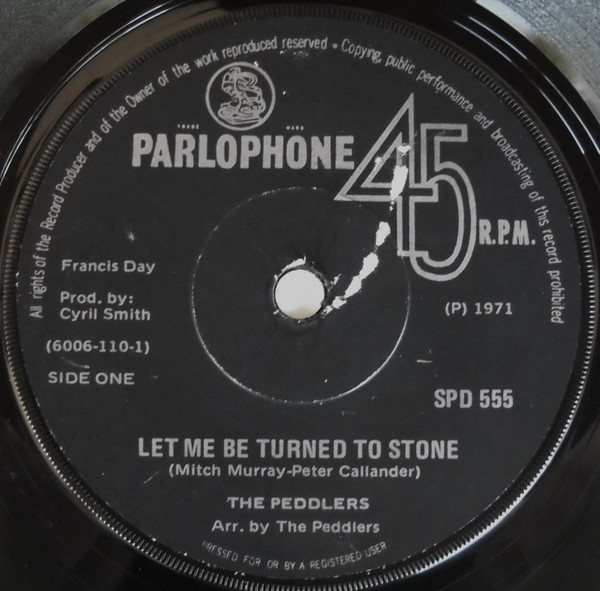 All rights of the Record Producer and of the Owner of the work reproduced reserved • Copying, public performance and broadcasting of this record prohibited
TRADE MARK
PARLOPHONE
45
R.P.M.
Francis Day
Prod. by:
Cyril Smith
(P) 1971
(6006-110-1)
SIDE ONE
SPD 555
LET ME BE TURNED TO STONE
(Mitch Murray-Peter Callander)
THE PEDDLERS
Arr. by The Peddlers
PRESSED FOR OR BY A REGISTERED USER